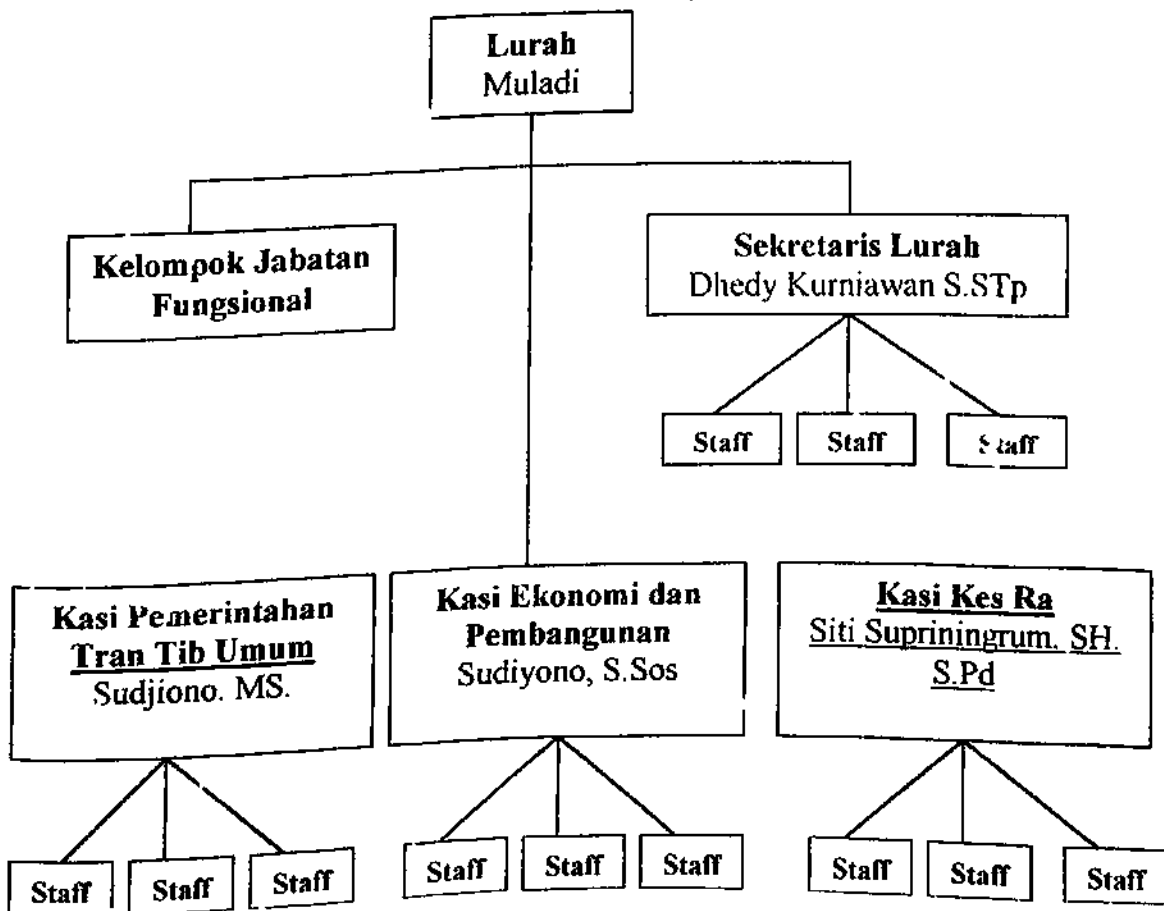 Lurah
Muladi
Kelompok Jabatan
Fungsional
Sekretaris Lurah
Dhedy Kurniawan S.STp
Staff
Staff
Staff
Kasi Pemerintahan
Tran Tib Umum
Sudjiono. MS.
Kasi Ekonomi dan
Pembangunan
Sudiyono, S.Sos
Kasi Kes Ra
Siti Supriningrum. SH.
S.Pd
Staff
Staff
Staff
Staff
Staff
Staff
Staff
Staff
Staff